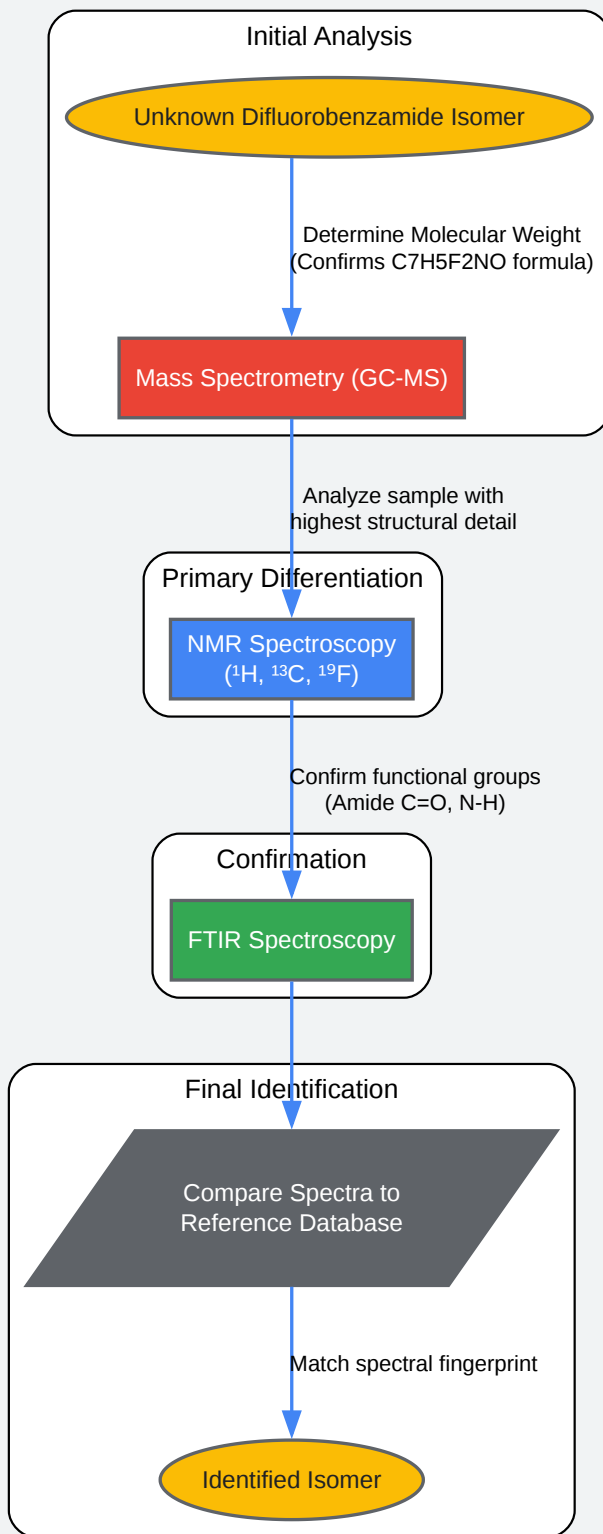 Initial Analysis
Unknown Difluorobenzamide Isomer
Determine Molecular Weight
(Confirms C7H5F2NO formula)
Mass Spectrometry (GC-MS)
Analyze sample with
highest structural detail
Primary Differentiation
NMR Spectroscopy
(¹H, ¹³C, ¹⁹F)
Confirm functional groups
(Amide C=O, N-H)
Confirmation
FTIR Spectroscopy
Final Identification
Compare Spectra to
Reference Database
Match spectral fingerprint
Identified Isomer